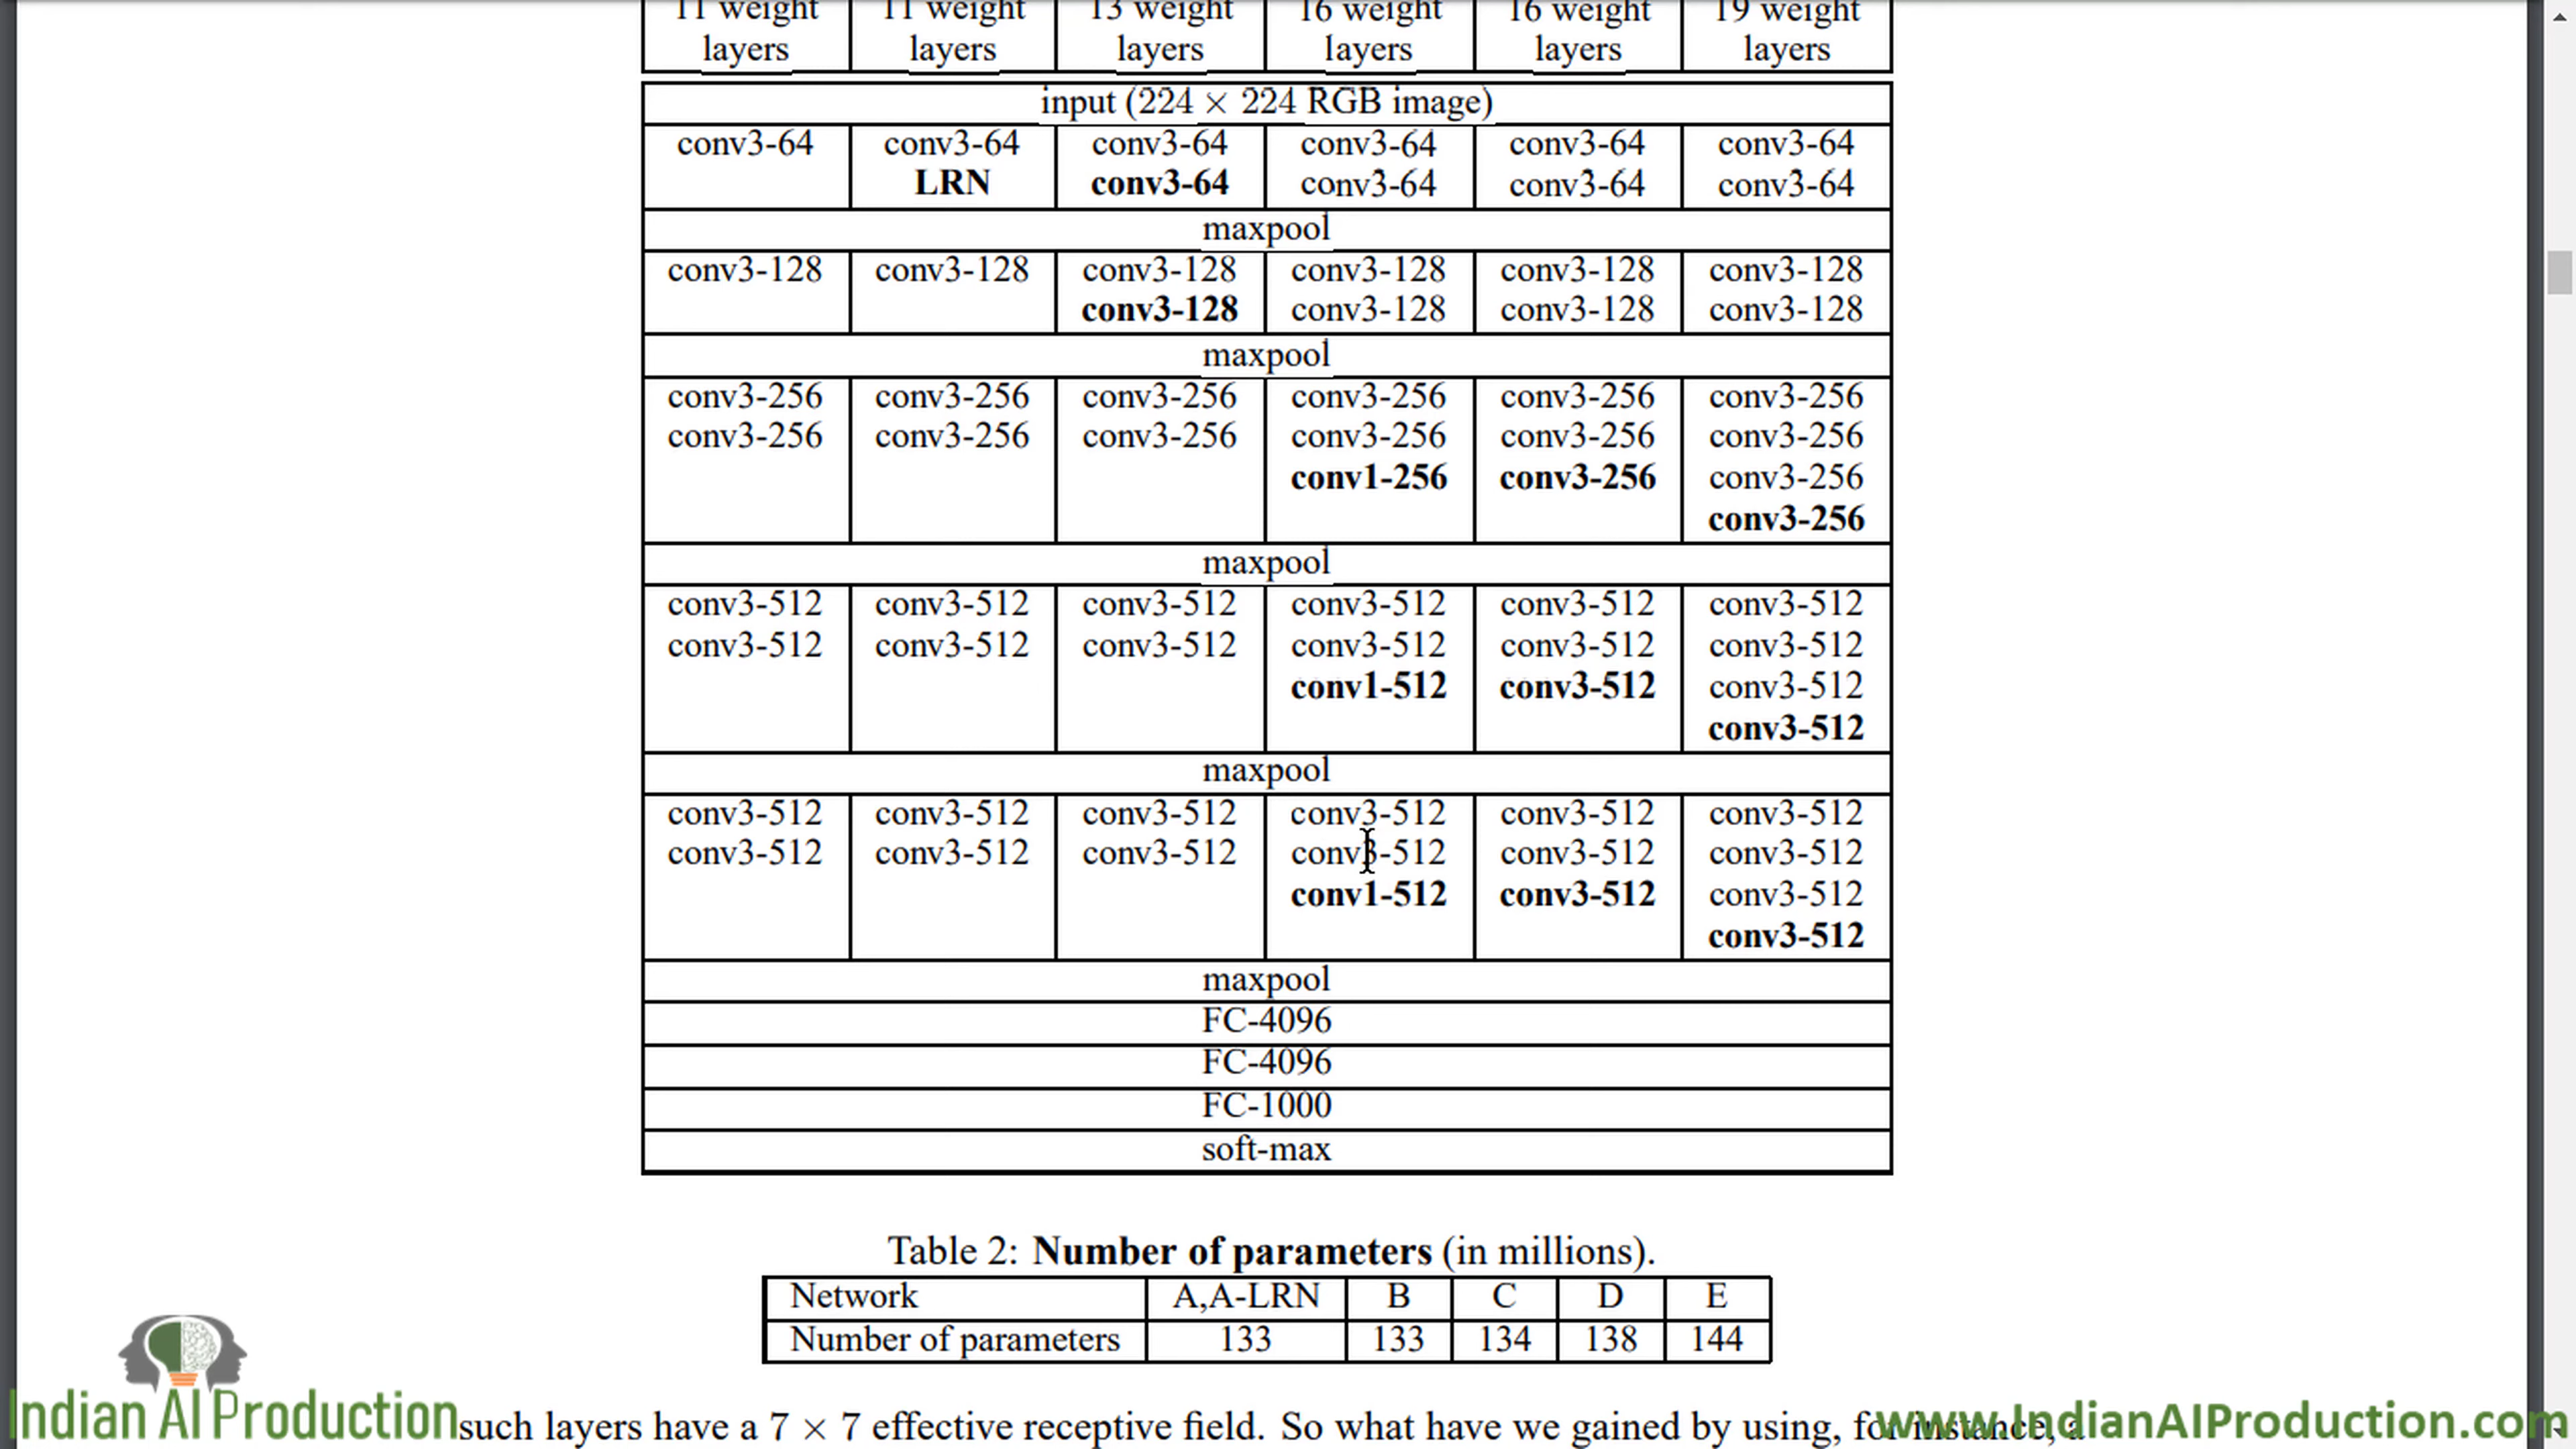 11 weight 11 weight 13 weight 16 weight 16 weight 19 weight
layers layers layers layers layers layers
input (224 × 224 RGB image)
conv3-64 conv3-64 conv3-64 conv3-64 conv3-64 conv3-64
LRN conv3-64 conv3-64 conv3-64 conv3-64
maxpool
conv3-128 conv3-128 conv3-128 conv3-128 conv3-128 conv3-128
conv3-128 conv3-128 conv3-128 conv3-128
maxpool
conv3-256 conv3-256 conv3-256 conv3-256 conv3-256 conv3-256
conv3-256 conv3-256 conv3-256 conv3-256 conv3-256 conv3-256
conv1-256 conv3-256 conv3-256
conv3-256
maxpool
conv3-512 conv3-512 conv3-512 conv3-512 conv3-512 conv3-512
conv3-512 conv3-512 conv3-512 conv3-512 conv3-512 conv3-512
conv1-512 conv3-512 conv3-512
conv3-512
maxpool
conv3-512 conv3-512 conv3-512 conv3-512 conv3-512 conv3-512
conv3-512 conv3-512 conv3-512 conv3-512 conv3-512 conv3-512
conv1-512 conv3-512 conv3-512
conv3-512
maxpool
FC-4096
FC-4096
FC-1000
soft-max
Table 2: Number of parameters (in millions).
Network A,A-LRN B C D E
Number of parameters 133 133 134 138 144
such layers have a 7 × 7 effective receptive field. So what have we gained by using, for instance, a
Indian AI Production
www.IndianAIProduction.com